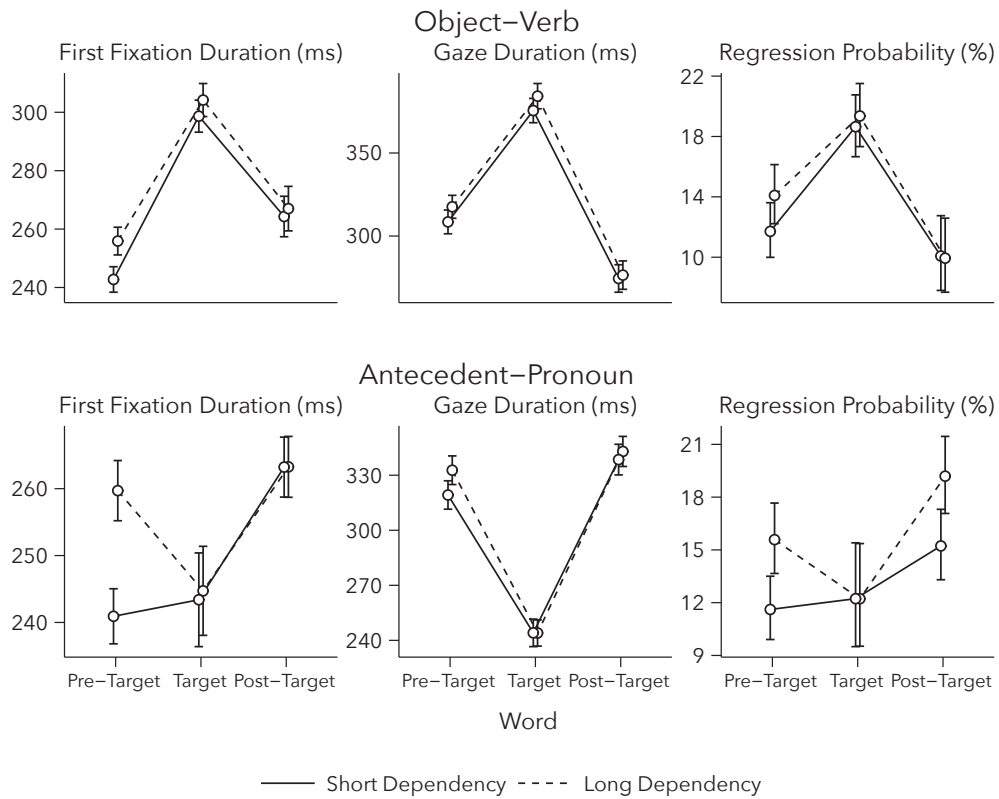 Object–Verb
First Fixation Duration (ms)
Gaze Duration (ms)
Regression Probability (%)
300
280
260
240
350
300
22
18
14
10
Antecedent–Pronoun
First Fixation Duration (ms)
Gaze Duration (ms)
Regression Probability (%)
260
250
240
330
300
270
240
21
18
15
12
9
Pre–Target Target Post–Target
Pre–Target Target Post–Target
Pre–Target Target Post–Target
Word
Short Dependency Long Dependency